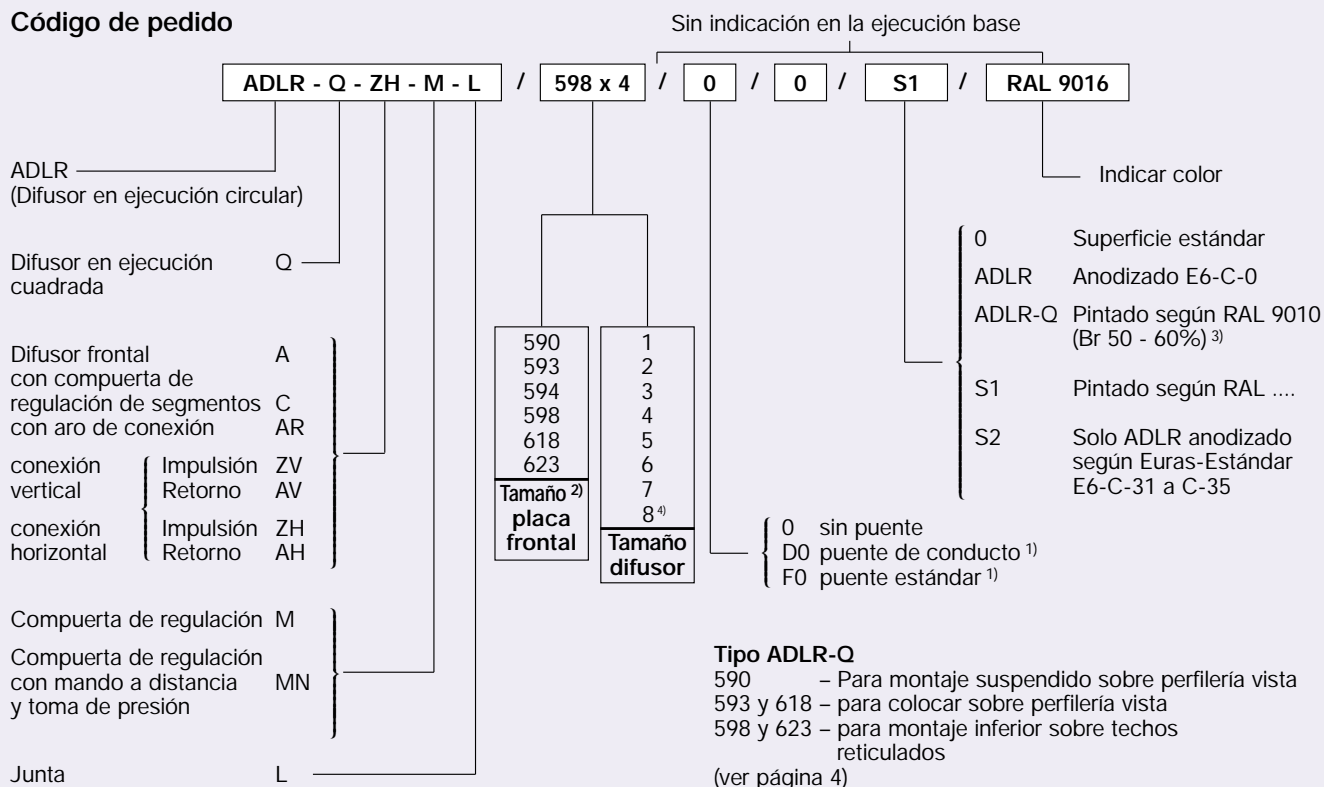 Código de pedido
Sin indicación en la ejecución base
ADLR - Q - ZH - M - L / 598 x 4 / 0 / 0 / S1 / RAL 9016
ADLR
(Difusor en ejecución circular)
Difusor en ejecución Q
cuadrada
Difusor frontal A
con compuerta de
regulación de segmentos C
con aro de conexión AR
conexión Impulsión ZV
vertical Retorno AV
conexión Impulsión ZH
horizontal Retorno AH
Compuerta de regulación M
Compuerta de regulación
con mando a distancia MN
y toma de presión
Junta L
590
593
594
598
618
623
Tamaño 2)
placa
frontal
1
2
3
4
5
6
7
8 4)
Tamaño
difusor
0 sin puente
D0 puente de conducto 1)
F0 puente estándar 1)
Indicar color
0 Superficie estándar
ADLR Anodizado E6-C-0
ADLR-Q Pintado según RAL 9010
(Br 50 - 60%) 3)
S1 Pintado según RAL ....
S2 Solo ADLR anodizado
según Euras-Estándar
E6-C-31 a C-35
Tipo ADLR-Q
590 – Para montaje suspendido sobre perfilería vista
593 y 618 – para colocar sobre perfilería vista
598 y 623 – para montaje inferior sobre techos
reticulados
(ver página 4)